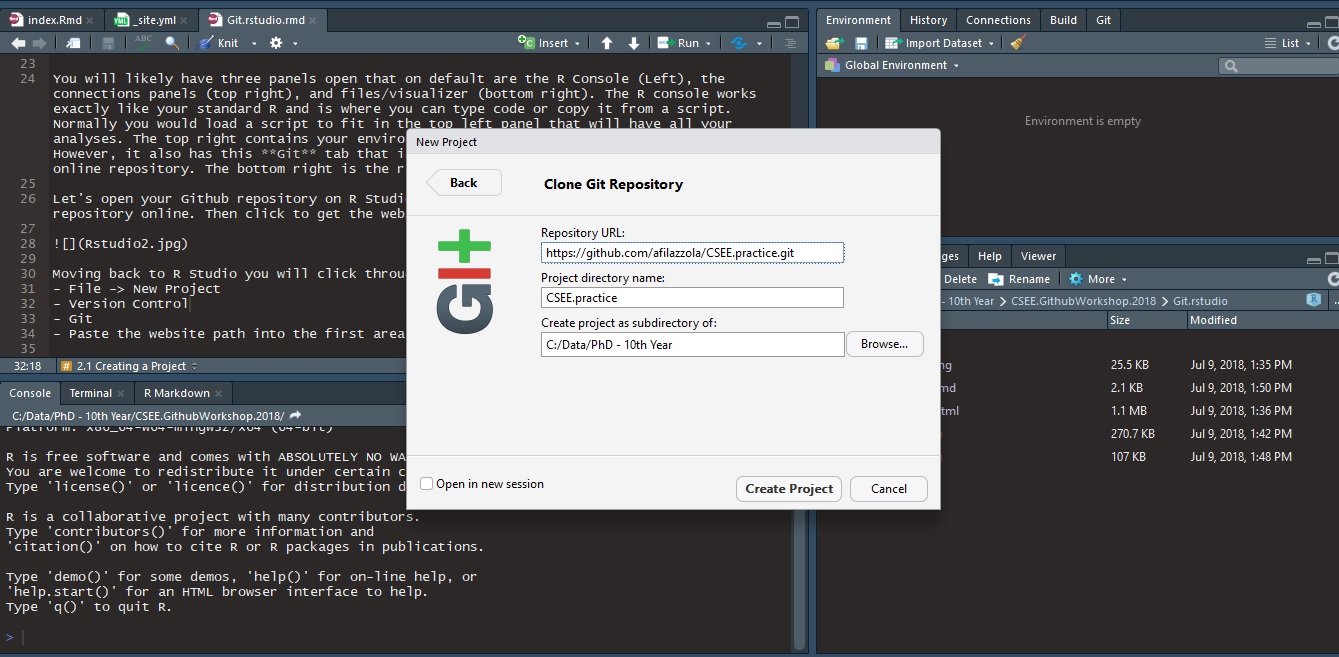 index.Rmd
_site.yml
Git.rstudio.rmd
ABC
Knit
Insert
Run
23
24 You will likely have three panels open that on default are the R Console (Left), the
connections panels (top right), and files/visualizer (bottom right). The R console works
exactly like your standard R and is where you can type code or copy it from a script.
Normally you would load a script to fit in the top left panel that will have all your
analyses. The top right contains your enviro
However, it also has this **Git** tab that i
online repository. The bottom right is the r
25
26 Let's open your Github repository on R Studi
repository online. Then click to get the web
27
28 ![](Rstudio2.jpg)
29
30 Moving back to R Studio you will click throu
31 - File -> New Project
32 - Version Control
33 - Git
34 - Paste the website path into the first area
35
32:18 # 2.1 Creating a Project
Console Terminal R Markdown
C:/Data/PhD - 10th Year/CSEE.GithubWorkshop.2018/
Platform: x86_64-w64-mingw32/x64 (64-bit)
R is free software and comes with ABSOLUTELY NO WA
You are welcome to redistribute it under certain c
Type 'license()' or 'licence()' for distribution d
R is a collaborative project with many contributors.
Type 'contributors()' for more information and
'citation()' on how to cite R or R packages in publications.
Type 'demo()' for some demos, 'help()' for on-line help, or
'help.start()' for an HTML browser interface to help.
Type 'q()' to quit R.
>
New Project
Back
Clone Git Repository
Git
Repository URL:
https://github.com/afilazzola/CSEE.practice.git
Project directory name:
CSEE.practice
Create project as subdirectory of:
C:/Data/PhD - 10th Year
Browse...
Open in new session
Create Project
Cancel
Environment History Connections Build Git
Import Dataset
List
Global Environment
Environment is empty
ges Help Viewer
Delete Rename More
- 10th Year CSEE.GithubWorkshop.2018 Git.rstudio R
Size Modified
ng 25.5 KB Jul 9, 2018, 1:35 PM
md 2.1 KB Jul 9, 2018, 1:50 PM
tml 1.1 MB Jul 9, 2018, 1:36 PM
270.7 KB Jul 9, 2018, 1:42 PM
107 KB Jul 9, 2018, 1:48 PM